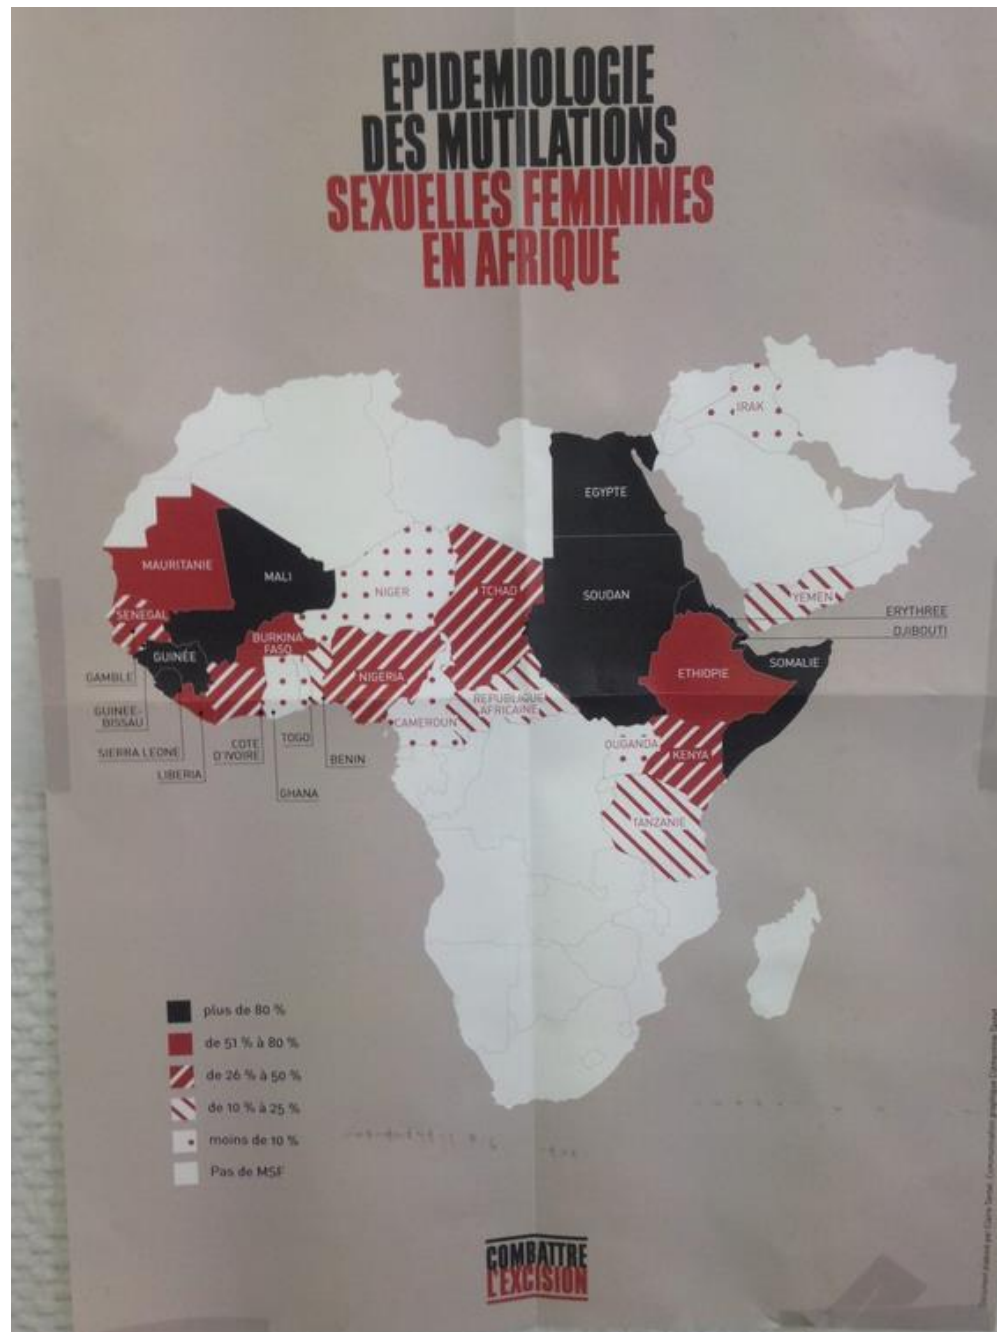 EPIDEMIOLOGIE
DES MUTILATIONS
SEXUELLES FEMININES
EN AFRIQUE
IRAK
EGYPTE
MAURITANIE
MALI
NIGER
TCHAD
SOUDAN
YEMEN
ERYTHREE
DJIBOUTI
SENEGAL
BURKINA
FASO
GUINÉE
NIGERIA
ETHIOPIE
SOMALIE
GAMBLE
REPUBLIQUE
AFRICAINE
GUINEE-
BISSAU
CAMEROUN
OUGANDA
KENYA
SIERRA LEONE
COTE
D'IVOIRE
TOGO
BENIN
LIBERIA
GHANA
TANZANIE
plus de 80 %
de 51 % à 80 %
de 26 % à 50 %
de 10 % à 25 %
moins de 10 %
Pas de MSF
COMBATTRE
L'EXCISION